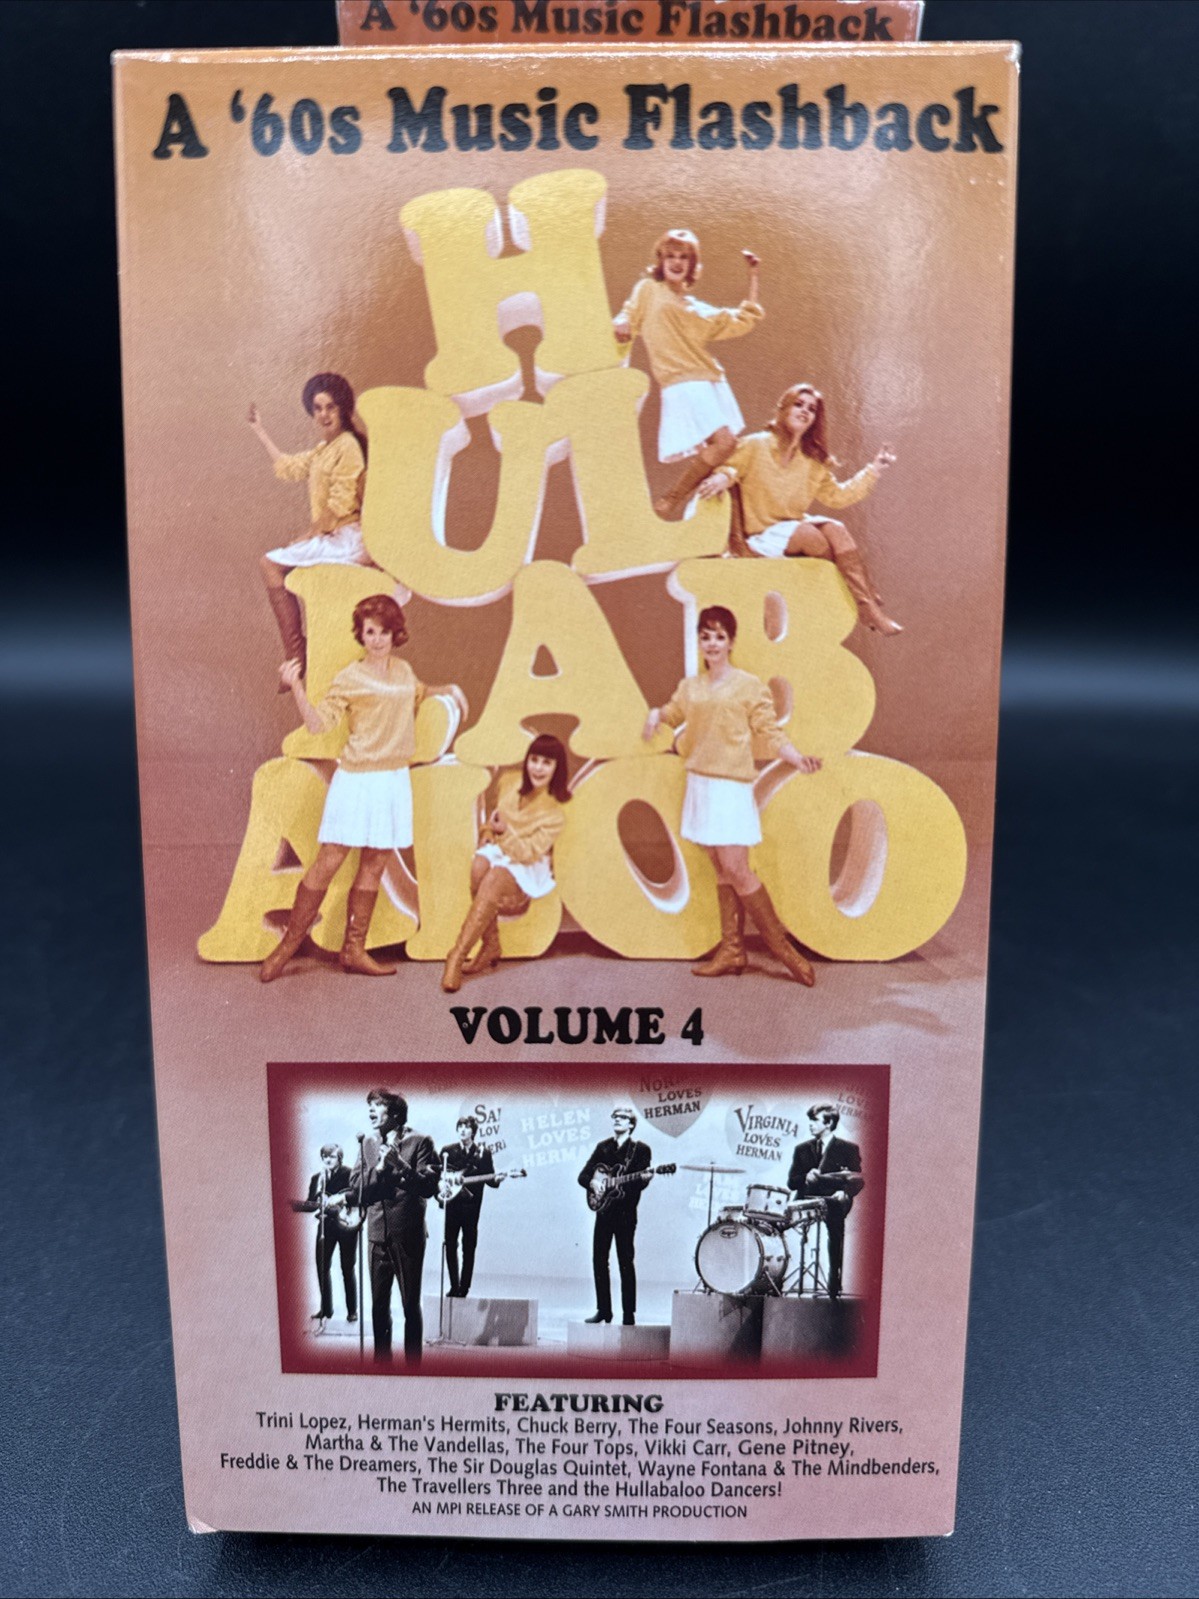 A '60s Music Flashback
A '60s Music Flashback
H
UL
LAB
ALOO
VOLUME 4
LOVES
HERMAN
HELEN
LOVES
VIRGINIA
LOVES
HERMAN
FEATURING
Trini Lopez, Herman's Hermits, Chuck Berry, The Four Seasons, Johnny Rivers,
Martha & The Vandellas, The Four Tops, Vikki Carr, Gene Pitney,
Freddie & The Dreamers, The Sir Douglas Quintet, Wayne Fontana & The Mindbenders,
The Travellers Three and the Hullabaloo Dancers!
AN MPI RELEASE OF A GARY SMITH PRODUCTION